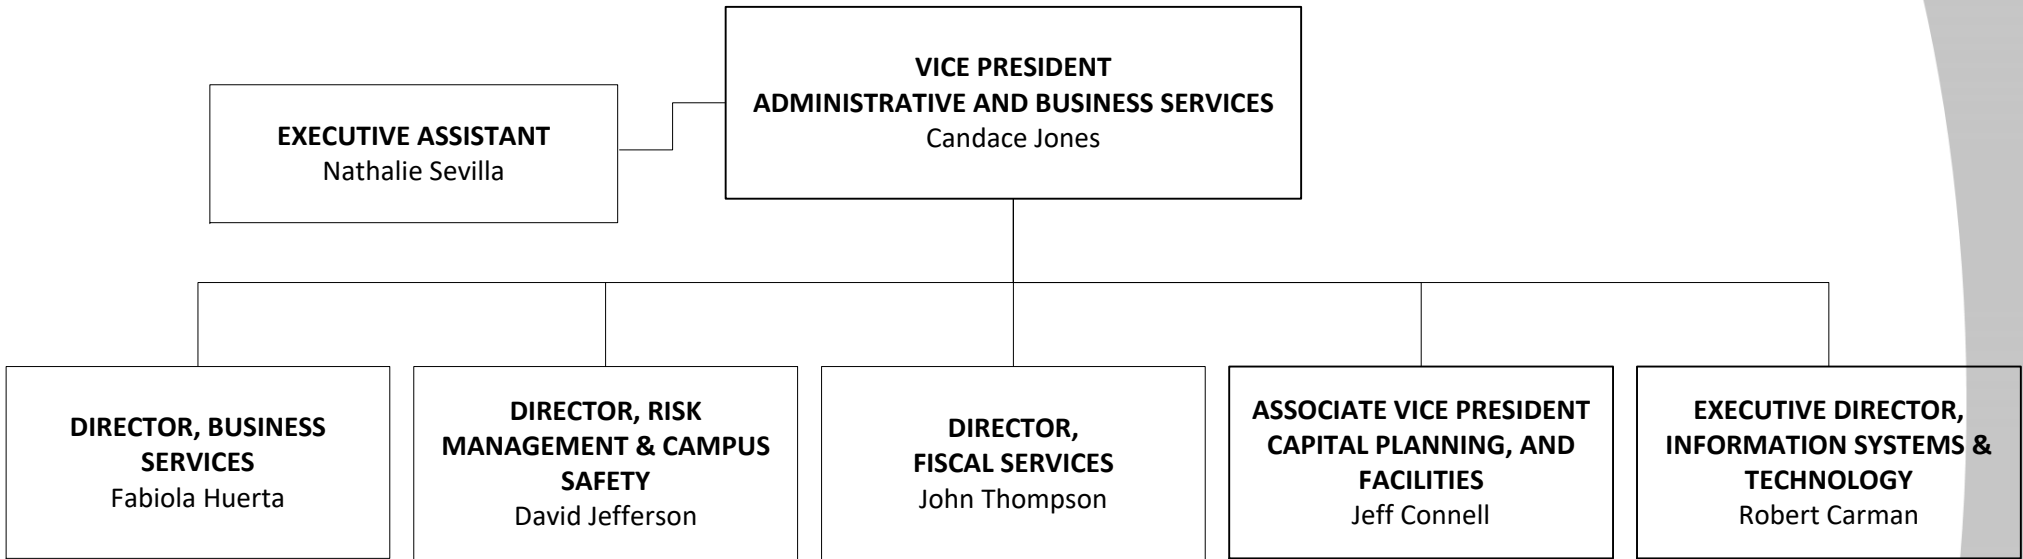 VICE PRESIDENT
ADMINISTRATIVE AND BUSINESS SERVICES
Candace Jones
EXECUTIVE ASSISTANT
Nathalie Sevilla
DIRECTOR, BUSINESS
SERVICES
Fabiola Huerta
DIRECTOR, RISK
MANAGEMENT & CAMPUS
SAFETY
David Jefferson
DIRECTOR,
FISCAL SERVICES
John Thompson
ASSOCIATE VICE PRESIDENT
CAPITAL PLANNING, AND
FACILITIES
Jeff Connell
EXECUTIVE DIRECTOR,
INFORMATION SYSTEMS &
TECHNOLOGY
Robert Carman